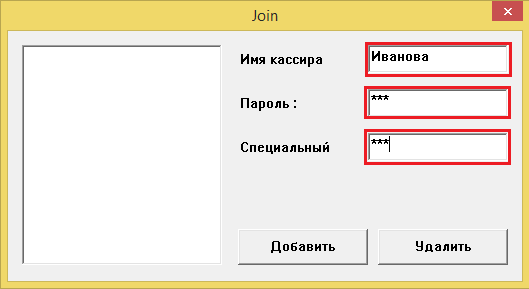 Join
Имя кассира
Иванова
Пароль :
***
Специальный
***
Добавить
Удалить